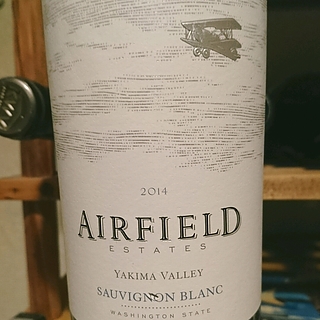 2014
AIRFIELD
ESTATES
YAKIMA VALLEY
SAUVIGNON BLANC
WASHINGTON STATE